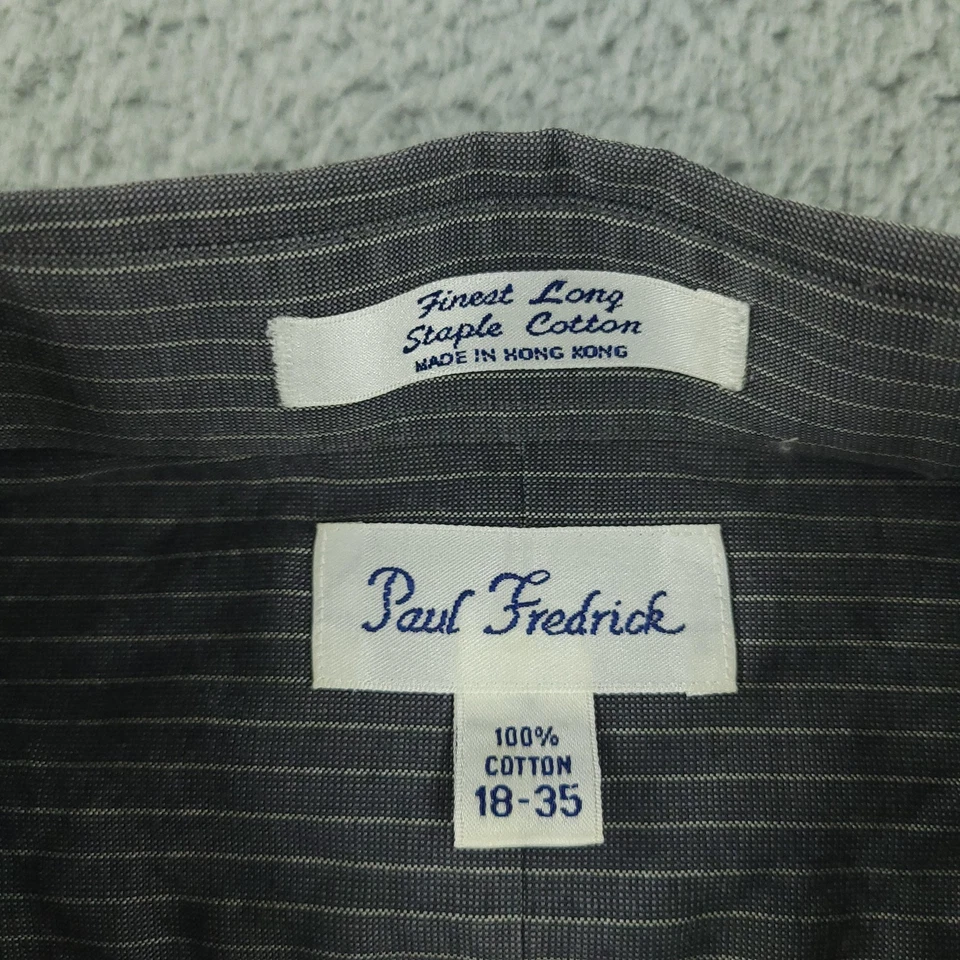 Finest Long
Staple Cotton
MADE IN HONG KONG
Paul Fredrick
100%
COTTON
18-35